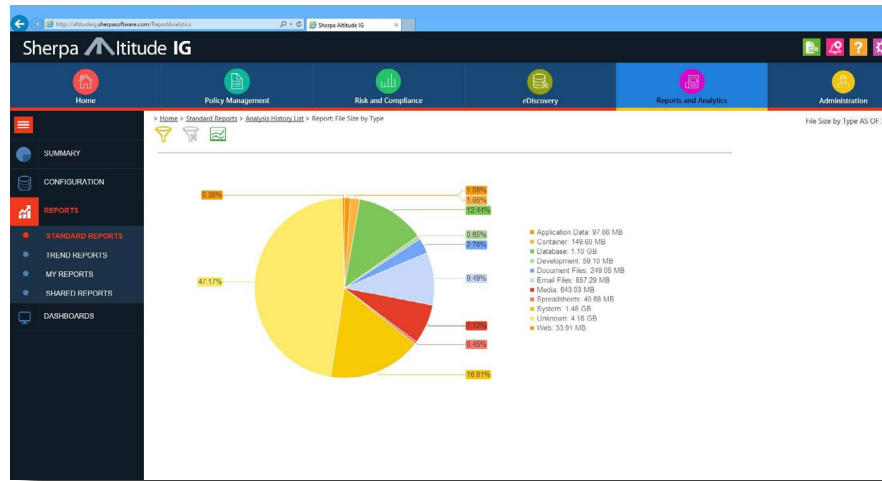 http://altitudeig.sherpasoftware.com/ReportAnalytics
Sherpa Altitude IG
Sherpa Altitude IG
Home
Policy Management
Risk and Compliance
eDiscovery
Reports and Analytics
Administration
> Home > Standard Reports > Analysis History List > Report: File Size by Type
File Size by Type AS OF
SUMMARY
CONFIGURATION
REPORTS
STANDARD REPORTS
TREND REPORTS
MY REPORTS
SHARED REPORTS
DASHBOARDS
0.38%
1.08%
1.66%
12.44%
0.65%
2.76%
9.49%
7.12%
0.45%
16.81%
47.17%
Application Data: 97.66 MB
Container: 149.60 MB
Database: 1.10 GB
Development: 59.10 MB
Document Files: 249.05 MB
Email Files: 857.29 MB
Media: 643.03 MB
Spreadsheets: 40.68 MB
System: 1.48 GB
Unknown: 4.16 GB
Web: 33.91 MB